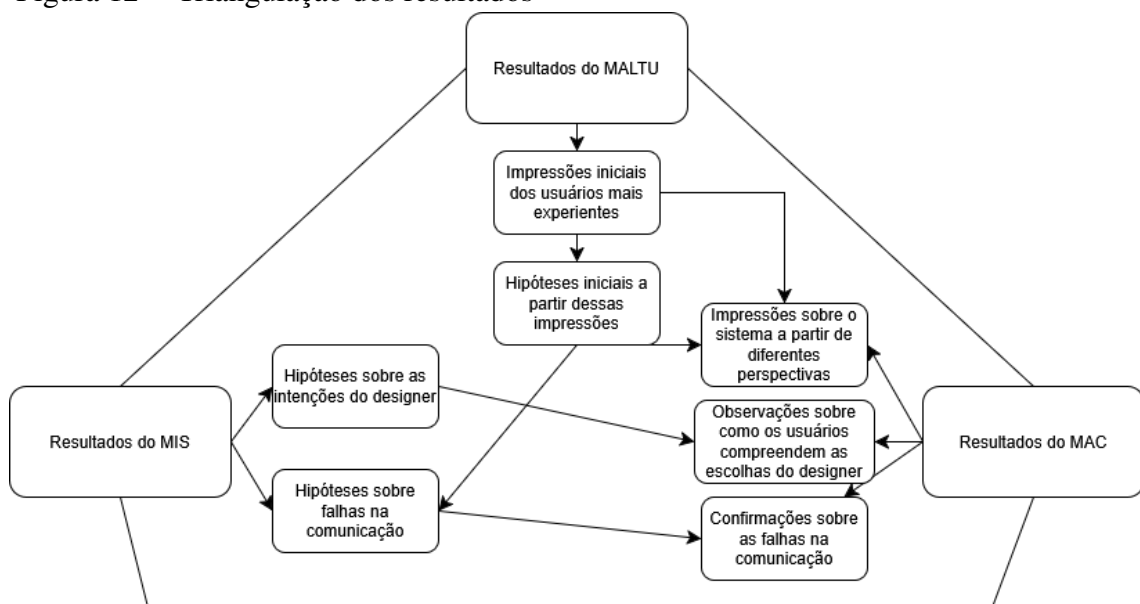 Figura 12 — Triangulação dos resultados
Resultados do MALTU
Impressões iniciais
dos usuários mais
experientes
Hipóteses iniciais a
partir dessas
impressões
Impressões sobre o
sistema a partir de
diferentes
perspectivas
Hipóteses sobre as
intenções do designer
Resultados do MIS
Observações sobre
como os usuários
compreendem as
escolhas do designer
Resultados do MAC
Hipóteses sobre
falhas na
comunicação
Confirmações sobre
as falhas na
comunicação